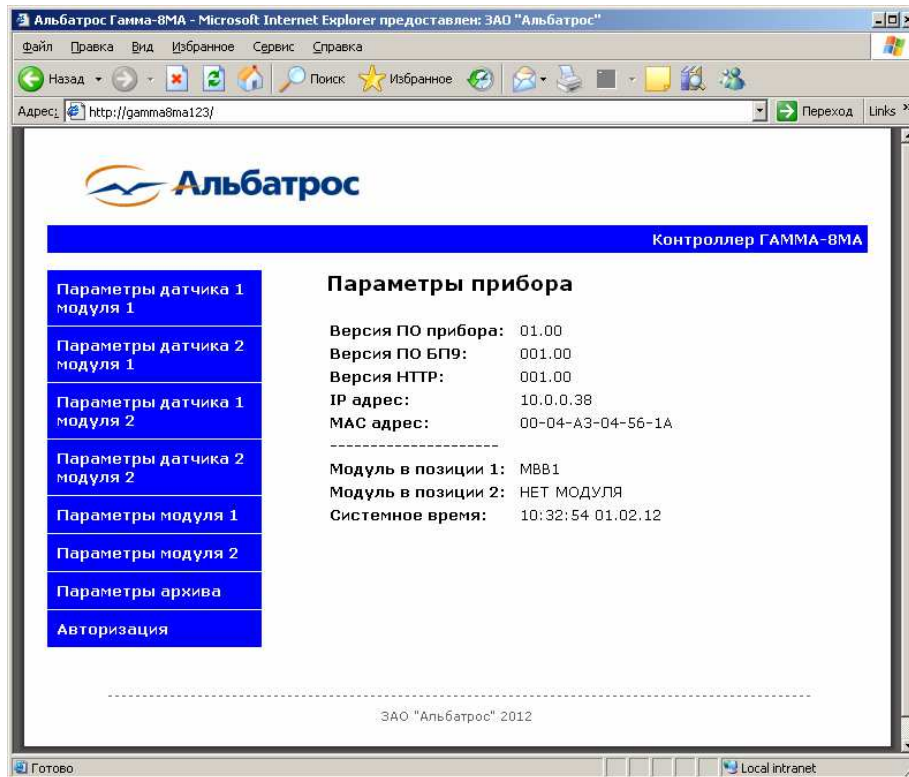 Альбатрос Гамма-8МА - Microsoft Internet Explorer предоставлен: ЗАО "Альбатрос"
Файл Правка Вид Избранное Сервис Справка
Назад Поиск Избранное
Адрес: http://gamma8ma123/ Переход Links »
Альбатрос
Контроллер ГАММА-8МА
Параметры датчика 1
модуля 1
Параметры датчика 2
модуля 1
Параметры датчика 1
модуля 2
Параметры датчика 2
модуля 2
Параметры модуля 1
Параметры модуля 2
Параметры архива
Авторизация
Параметры прибора
Версия ПО прибора: 01.00
Версия ПО БП9: 001.00
Версия HTTP: 001.00
IP адрес: 10.0.0.38
MAC адрес: 00-04-A3-04-56-1A
---------------------
Модуль в позиции 1: МВВ1
Модуль в позиции 2: НЕТ МОДУЛЯ
Системное время: 10:32:54 01.02.12
ЗАО "Альбатрос" 2012
Готово Local intranet